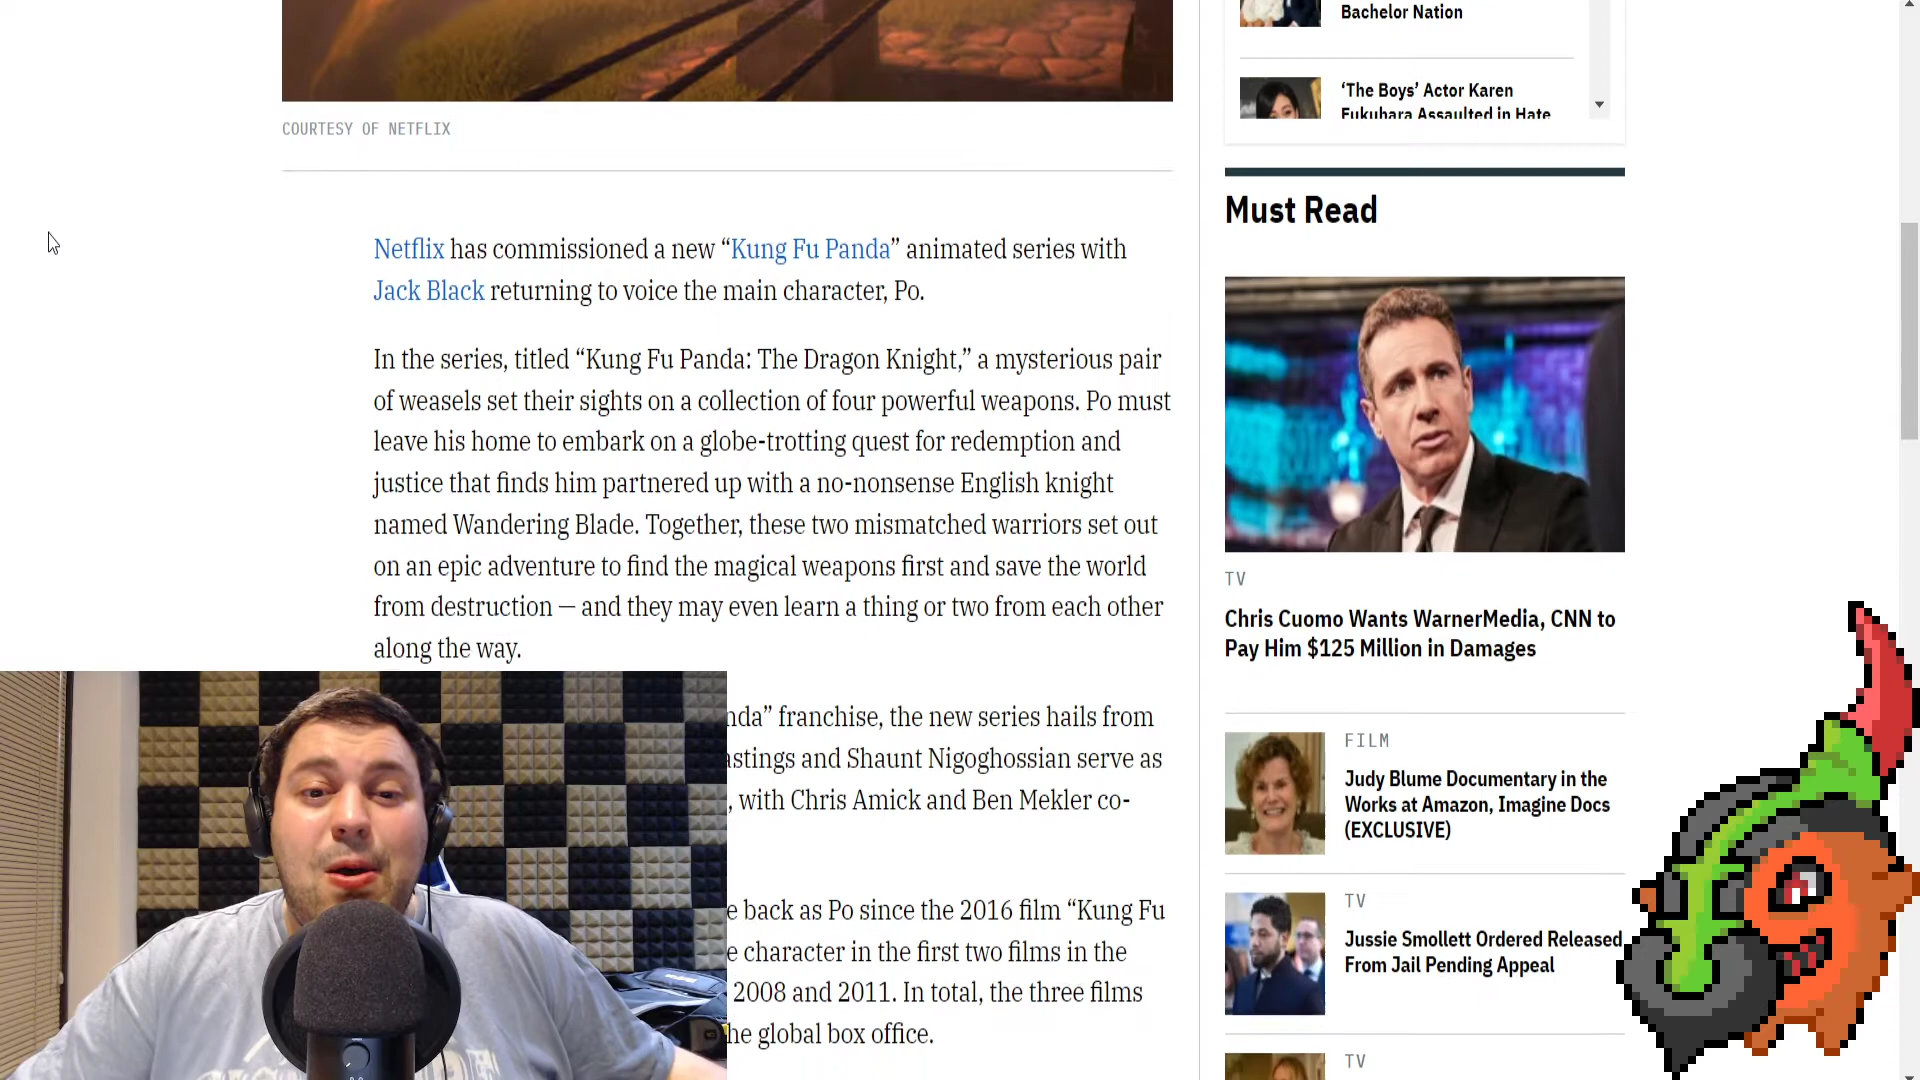 COURTESY OF NETFLIX
Netflix has commissioned a new “Kung Fu Panda” animated series with
Jack Black returning to voice the main character, Po.
In the series, titled “Kung Fu Panda: The Dragon Knight,” a mysterious pair
of weasels set their sights on a collection of four powerful weapons. Po must
leave his home to embark on a globe-trotting quest for redemption and
justice that finds him partnered up with a no-nonsense English knight
named Wandering Blade. Together, these two mismatched warriors set out
on an epic adventure to find the magical weapons first and save the world
from destruction — and they may even learn a thing or two from each other
along the way.
nda” franchise, the new series hails from
astings and Shaunt Nigoghossian serve as
, with Chris Amick and Ben Mekler co-
e back as Po since the 2016 film “Kung Fu
e character in the first two films in the
2008 and 2011. In total, the three films
he global box office.
Bachelor Nation
‘The Boys’ Actor Karen
Fukuhara Assaulted in Hate
Must Read
TV
Chris Cuomo Wants WarnerMedia, CNN to
Pay Him $125 Million in Damages
FILM
Judy Blume Documentary in the
Works at Amazon, Imagine Docs
(EXCLUSIVE)
TV
Jussie Smollett Ordered Released
From Jail Pending Appeal
TV